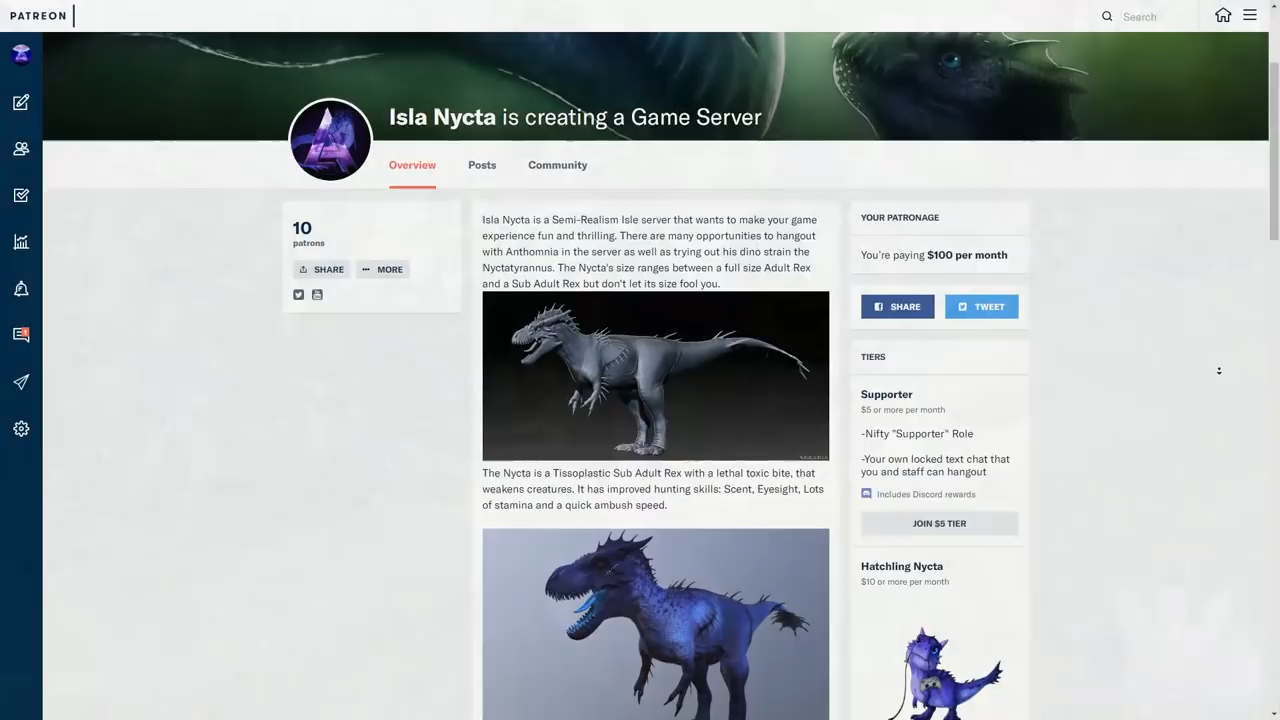 PATREON
Search
Isla Nycta is creating a Game Server
Overview
Posts
Community
10
patrons
SHARE
MORE
Isla Nycta is a Semi-Realism Isle server that wants to make your game
experience fun and thrilling. There are many opportunities to hangout
with Anthomnia in the server as well as trying out his dino strain the
Nyctatyrannus. The Nycta's size ranges between a full size Adult Rex
and a Sub Adult Rex but don't let its size fool you.
The Nycta is a Tissoplastic Sub Adult Rex with a lethal toxic bite, that
weakens creatures. It has improved hunting skills: Scent, Eyesight, Lots
of stamina and a quick ambush speed.
YOUR PATRONAGE
You're paying $100 per month
SHARE
TWEET
TIERS
Supporter
$5 or more per month
-Nifty "Supporter" Role
-Your own locked text chat that
you and staff can hangout
Includes Discord rewards
JOIN $5 TIER
Hatchling Nycta
$10 or more per month